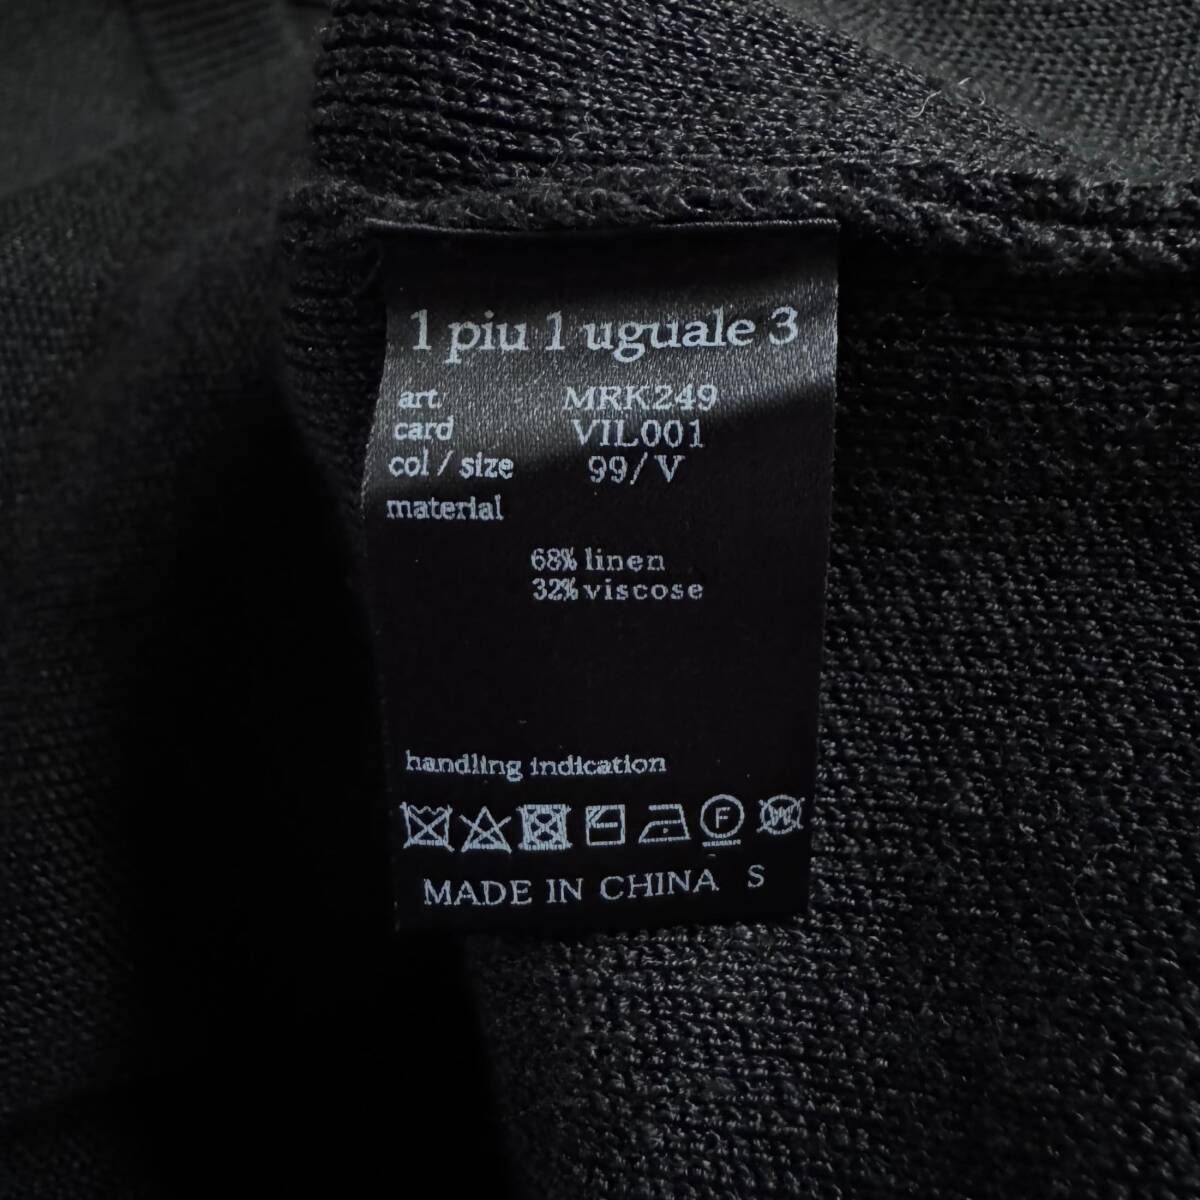 1 piu 1 uguale 3
art. MRK249
card VIL001
col / size 99/V
material
68% linen
32% viscose
handling indication
F W
MADE IN CHINA S